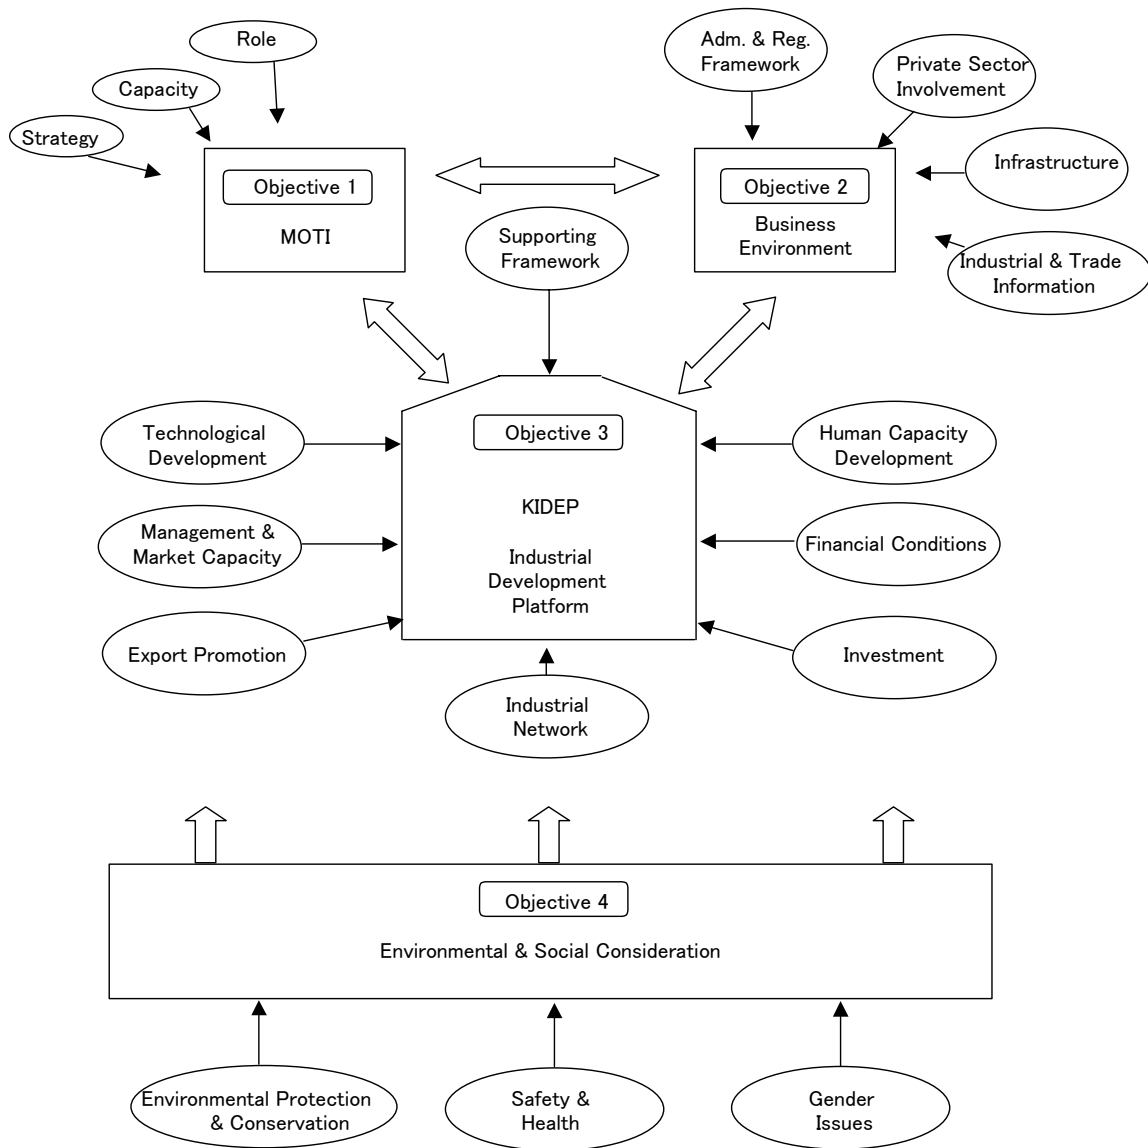 Role
Adm. & Reg.
Framework
Private Sector
Involvement
Capacity
Strategy
Infrastructure
Objective 1
MOTI
Objective 2
Business
Environment
Supporting
Framework
Industrial & Trade
Information
Technological
Development
Objective 3
Human Capacity
Development
KIDEP
Management &
Market Capacity
Industrial
Development
Platform
Financial Conditions
Export Promotion
Investment
Industrial
Network
Objective 4
Environmental & Social Consideration
Environmental Protection
& Conservation
Safety &
Health
Gender
Issues